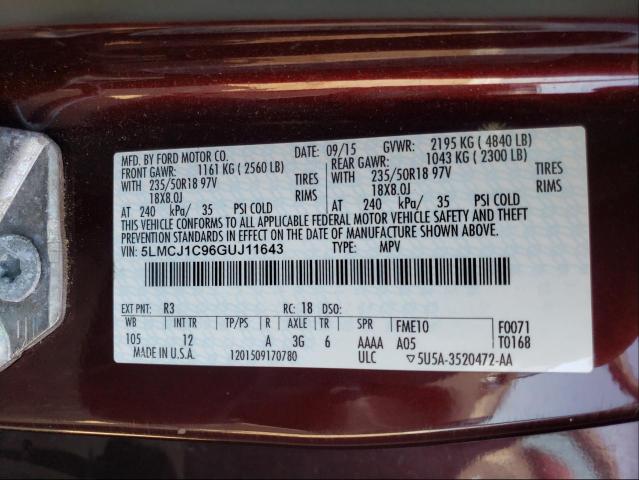 MFD. BY FORD MOTOR CO. DATE: 09/15 GVWR: 2195 KG ( 4840 LB)
FRONT GAWR: 1161 KG ( 2560 LB) REAR GAWR: 1043 KG ( 2300 LB)
WITH 235/50R18 97V TIRES WITH 235/50R18 97V TIRES
18X8.0J RIMS 18X8.0J RIMS
AT 240 kPa/ 35 PSI COLD AT 240 kPa/ 35 PSI COLD
THIS VEHICLE CONFORMS TO ALL APPLICABLE FEDERAL MOTOR VEHICLE SAFETY AND THEFT
PREVENTION STANDARDS IN EFFECT ON THE DATE OF MANUFACTURE SHOWN ABOVE.
VIN: 5LMCJ1C96GUJ11643 TYPE: MPV
EXT PNT: R3 RC: 18 DSO:
WB INT TR TP/PS R AXLE TR SPR FME10 F0071
105 12 A 3G 6 AAAA A05 T0168
MADE IN U.S.A. 1201509170780 ULC ▽5U5A-3520472-AA